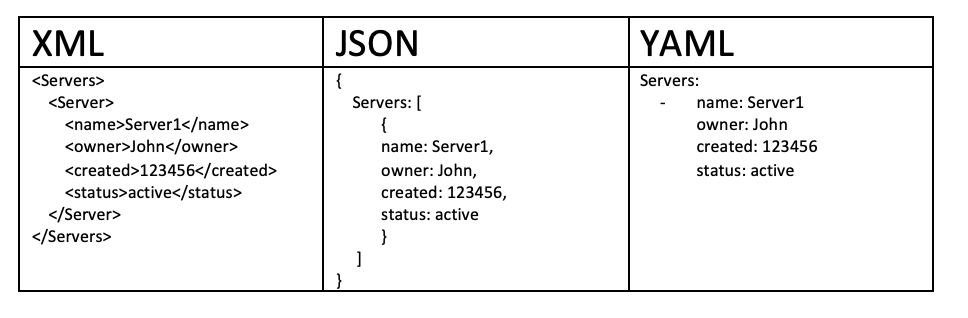 XML
<Servers>
<Server>
<name>Server1</name>
<owner>John</owner>
<created>123456</created>
<status>active</status>
</Server>
</Servers>
JSON
{
Servers: [
{
name: Server1,
owner: John,
created: 123456,
status: active
}
]
}
YAML
Servers:
- name: Server1
owner: John
created: 123456
status: active